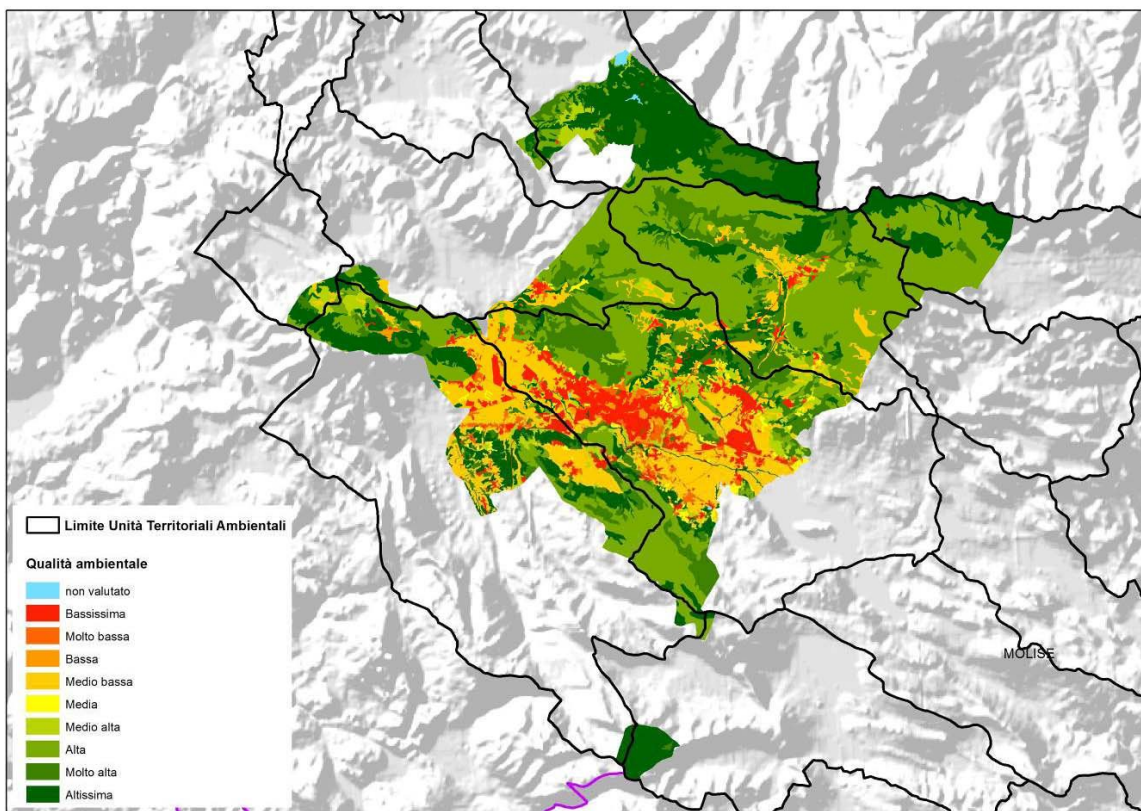 MOLISE
Limite Unità Territoriali Ambientali
Qualità ambientale
non valutato
Bassissima
Molto bassa
Bassa
Medio bassa
Media
Medio alta
Alta
Molto alta
Altissima